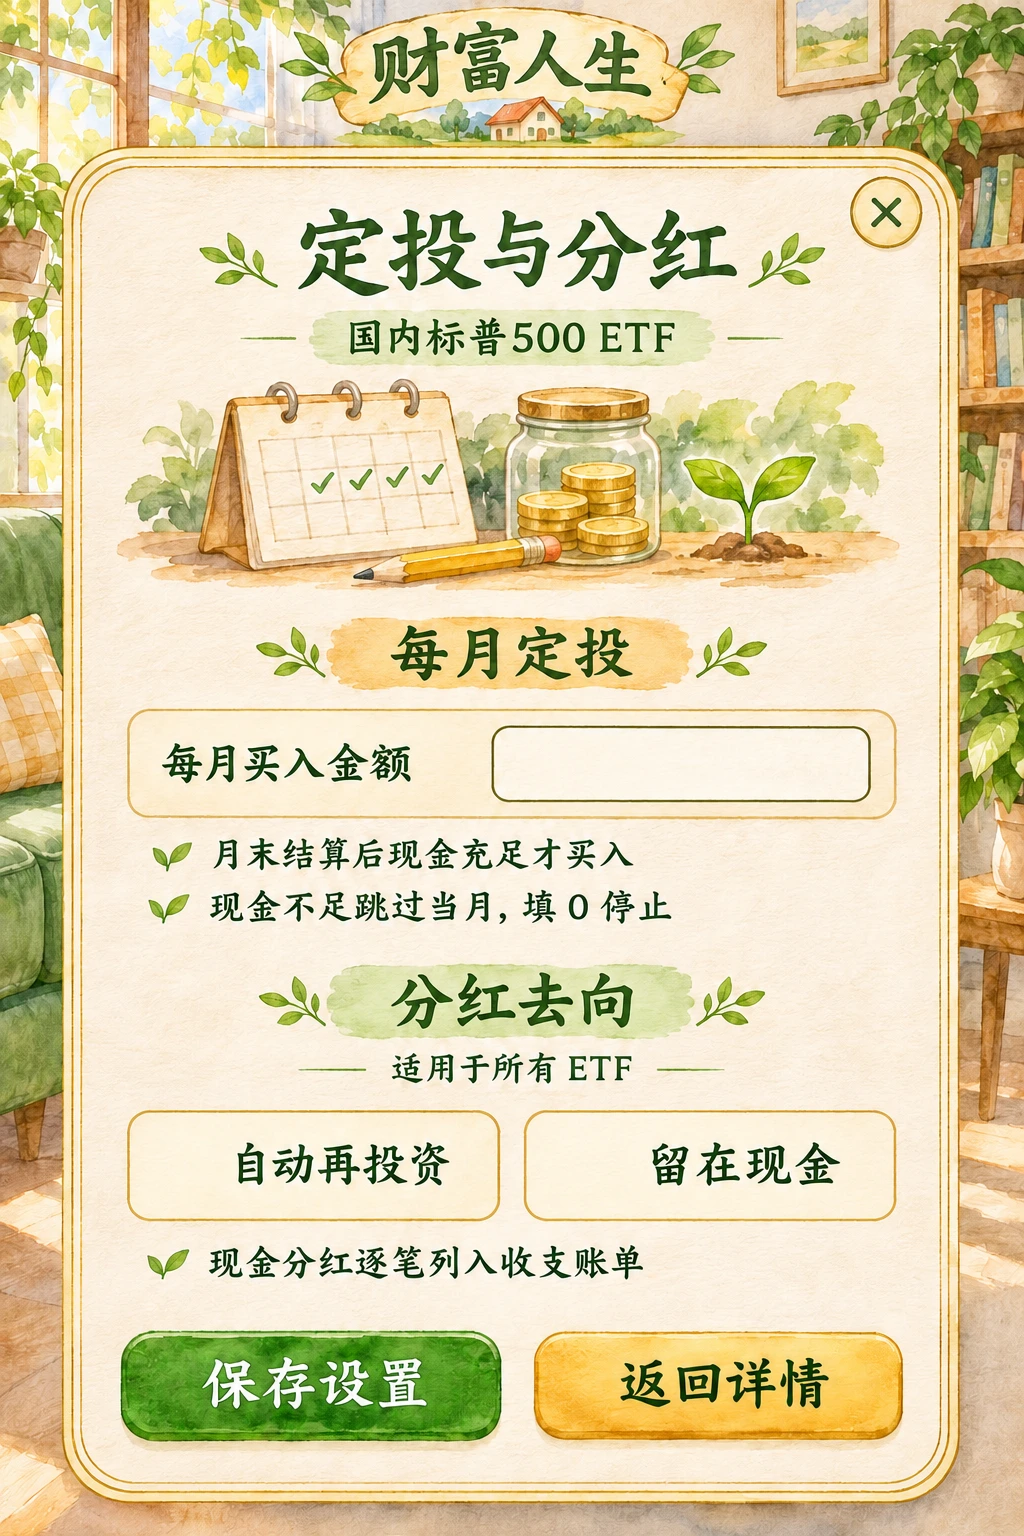 财富人生
定投与分红
国内标普500 ETF
每月定投
每月买入金额
月末结算后现金充足才买入
现金不足跳过当月，填 0 停止
分红去向
适用于所有 ETF
自动再投资
留在现金
现金分红逐笔列入收支账单
保存设置
返回详情